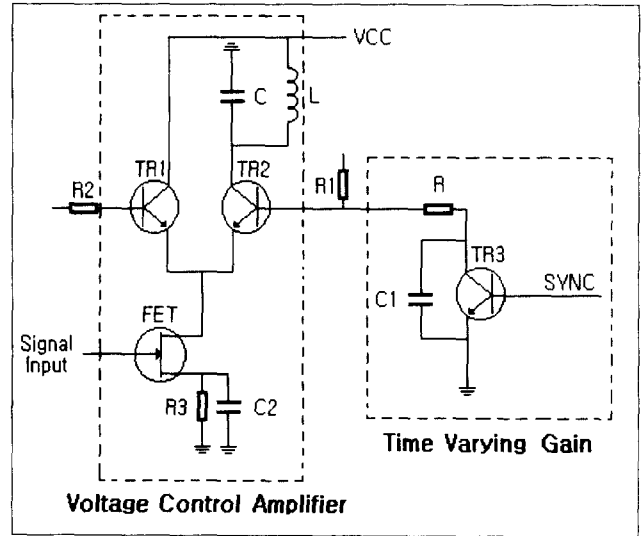 VCC
C
L
TR1
TR2
R2
R1
R
TR3
C1
SYNC
FET
Signal
Input
R3
C2
Time Varying Gain
Voltage Control Amplifier